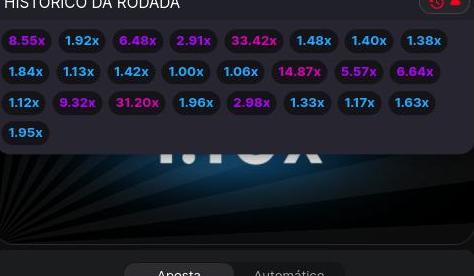 HISTÓRICO DA RODADA
8.55x 1.92x 6.48x 2.91x 33.42x 1.48x 1.40x 1.38x
1.84x 1.13x 1.42x 1.00x 1.06x 14.87x 5.57x 6.64x
1.12x 9.32x 31.20x 1.96x 2.98x 1.33x 1.17x 1.63x
1.95x
Aposta Automático